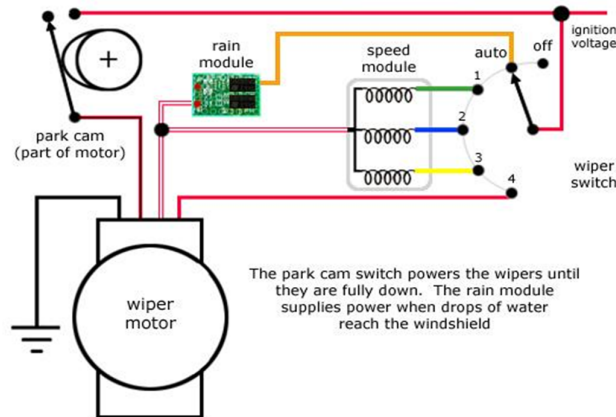 rain
module
speed
module
auto
off
ignition
voltage
1
2
3
4
park cam
(part of motor)
wiper
switch
wiper
motor
The park cam switch powers the wipers until
they are fully down. The rain module
supplies power when drops of water
reach the windshield